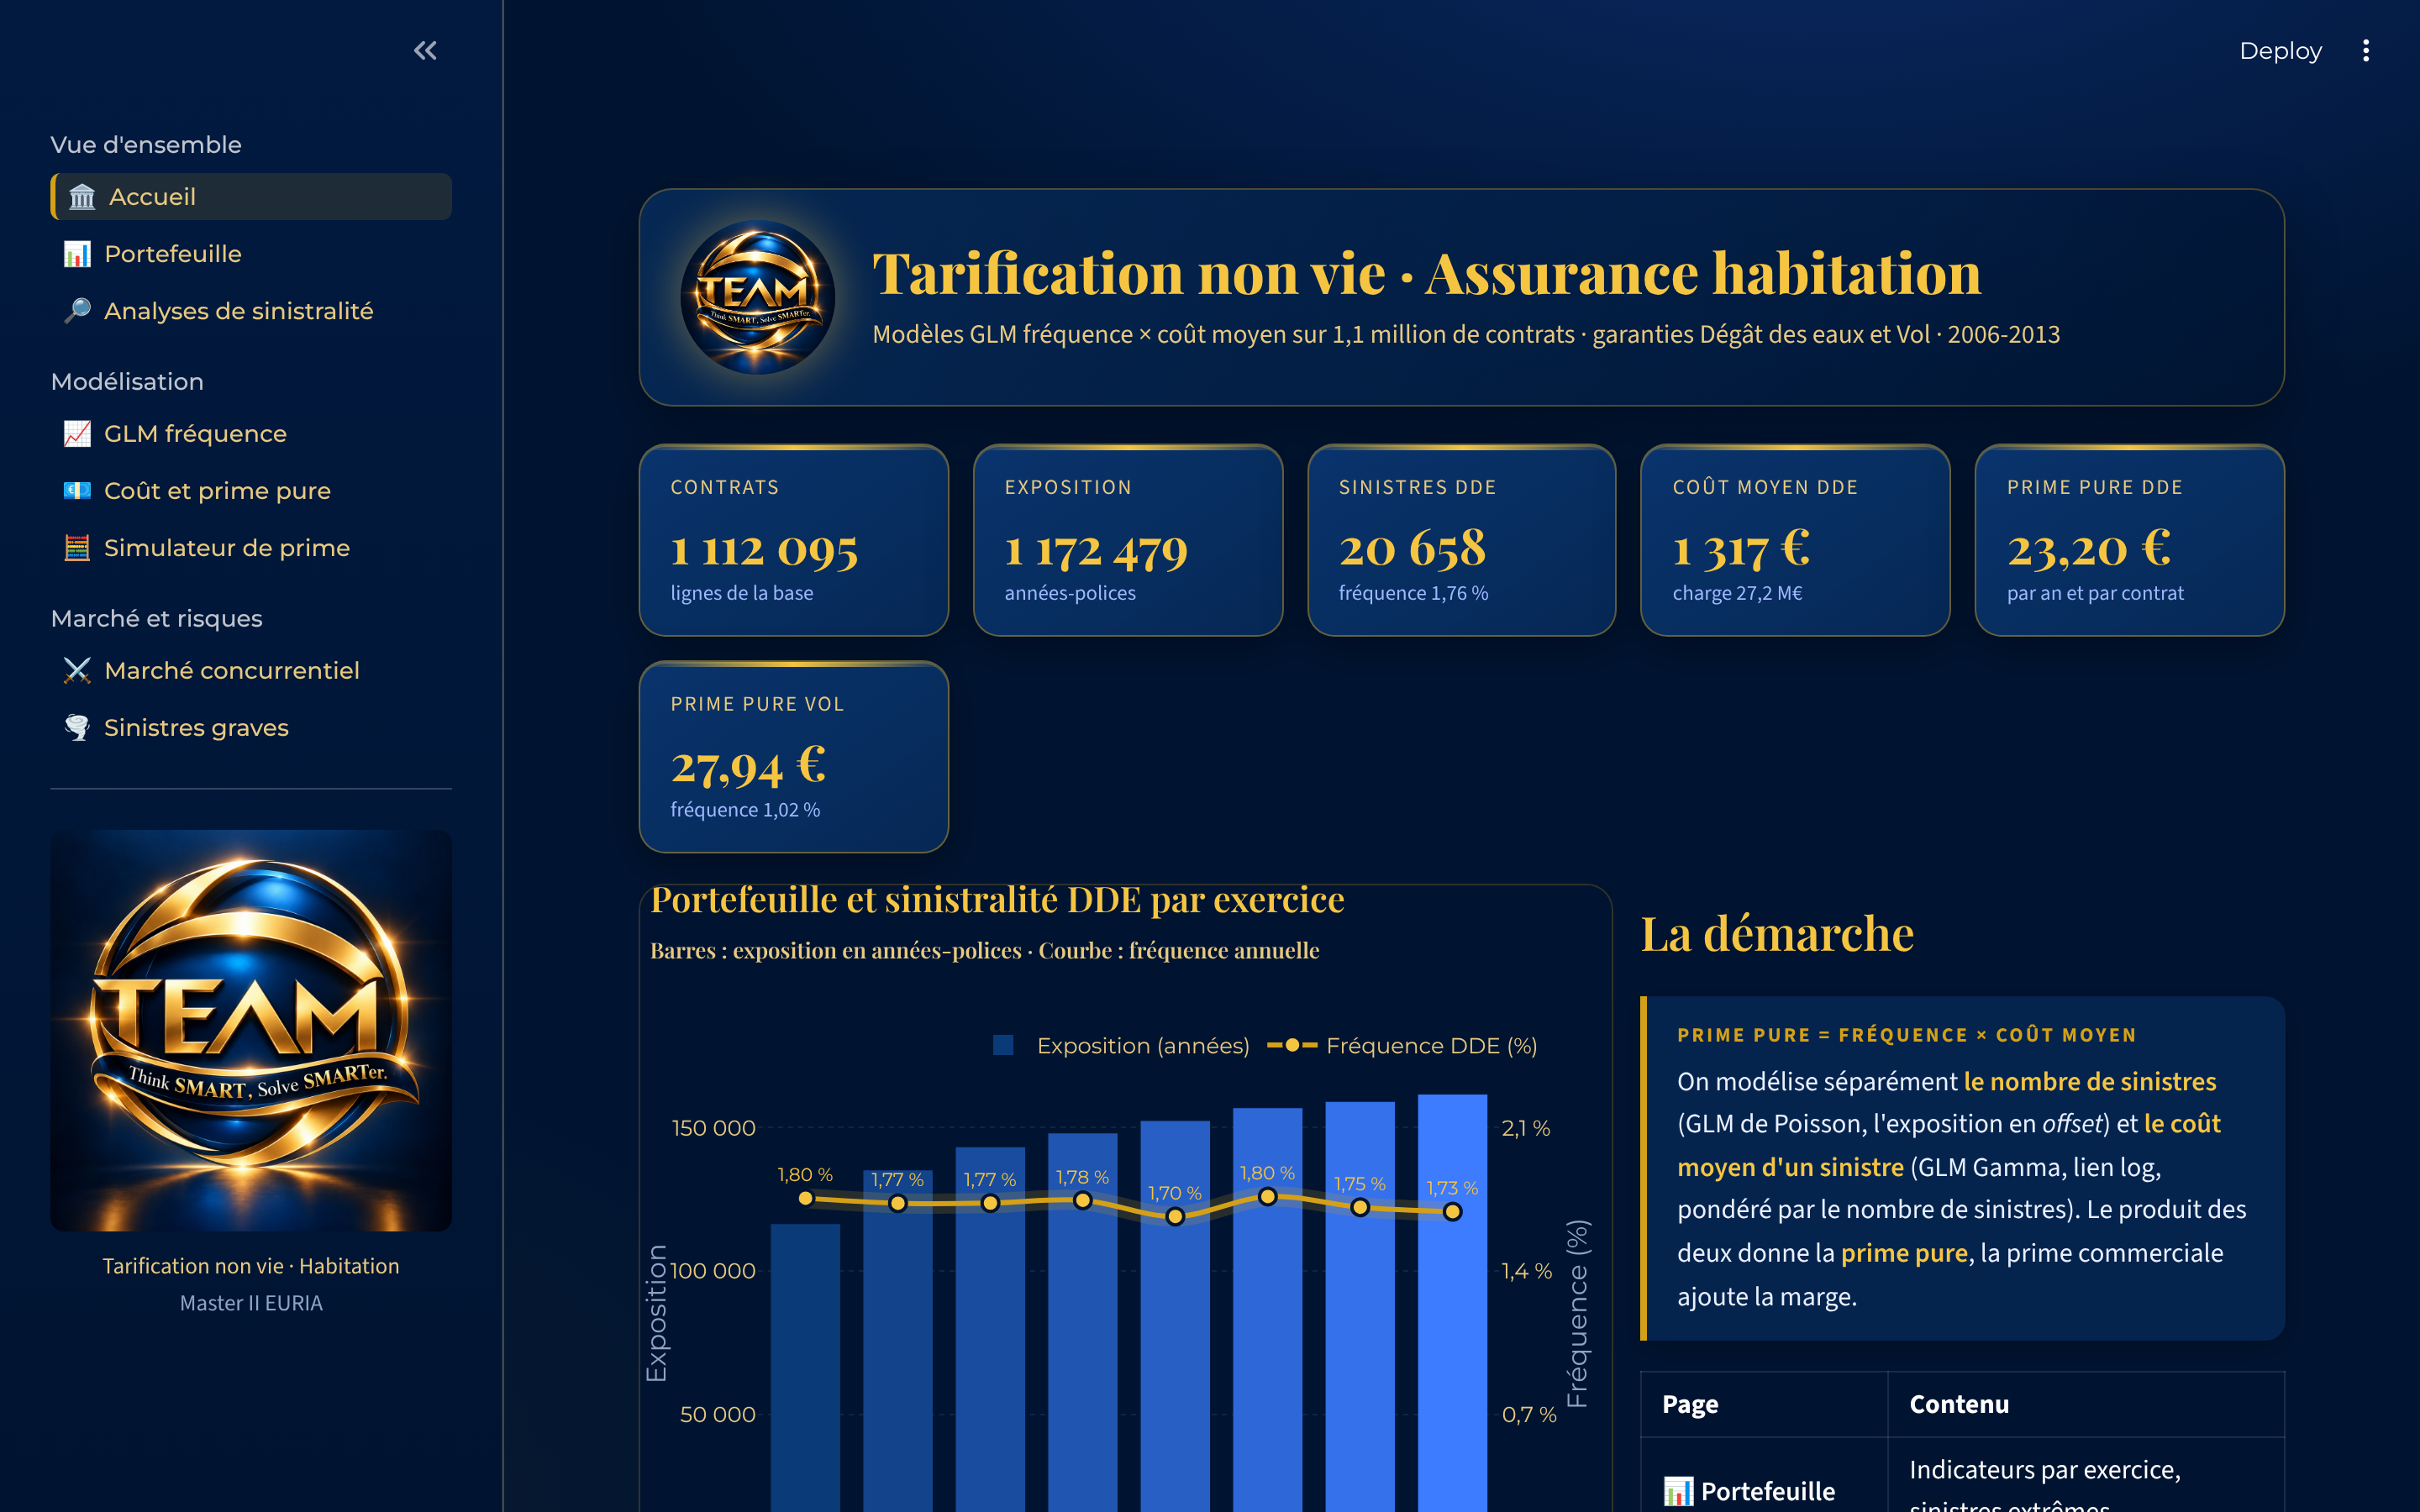 Deploy
Vue d'ensemble
Accueil
Portefeuille
Analyses de sinistralité
Modélisation
GLM fréquence
Coût et prime pure
Simulateur de prime
Marché et risques
Marché concurrentiel
Sinistres graves
TEAM
Think SMART, Solve SMARTer.
Tarification non vie · Habitation
Master II EURIA
TEAM
Think SMART, Solve SMARTer.
Tarification non vie · Assurance habitation
Modèles GLM fréquence × coût moyen sur 1,1 million de contrats · garanties Dégât des eaux et Vol · 2006-2013
CONTRATS
1 112 095
lignes de la base
EXPOSITION
1 172 479
années-polices
SINISTRES DDE
20 658
fréquence 1,76 %
COÛT MOYEN DDE
1 317 €
charge 27,2 M€
PRIME PURE DDE
23,20 €
par an et par contrat
PRIME PURE VOL
27,94 €
fréquence 1,02 %
Portefeuille et sinistralité DDE par exercice
Barres : exposition en années-polices · Courbe : fréquence annuelle
Exposition (années)
Fréquence DDE (%)
150 000
100 000
50 000
Exposition
1,80 %
1,77 %
1,77 %
1,78 %
1,70 %
1,80 %
1,75 %
1,73 %
2,1 %
1,4 %
0,7 %
Fréquence (%)
La démarche
PRIME PURE = FRÉQUENCE × COÛT MOYEN
On modélise séparément le nombre de sinistres
(GLM de Poisson, l'exposition en offset) et le coût
moyen d'un sinistre (GLM Gamma, lien log,
pondéré par le nombre de sinistres). Le produit des
deux donne la prime pure, la prime commerciale
ajoute la marge.
Page
Contenu
Portefeuille
Indicateurs par exercice,
sinistres extrêmes